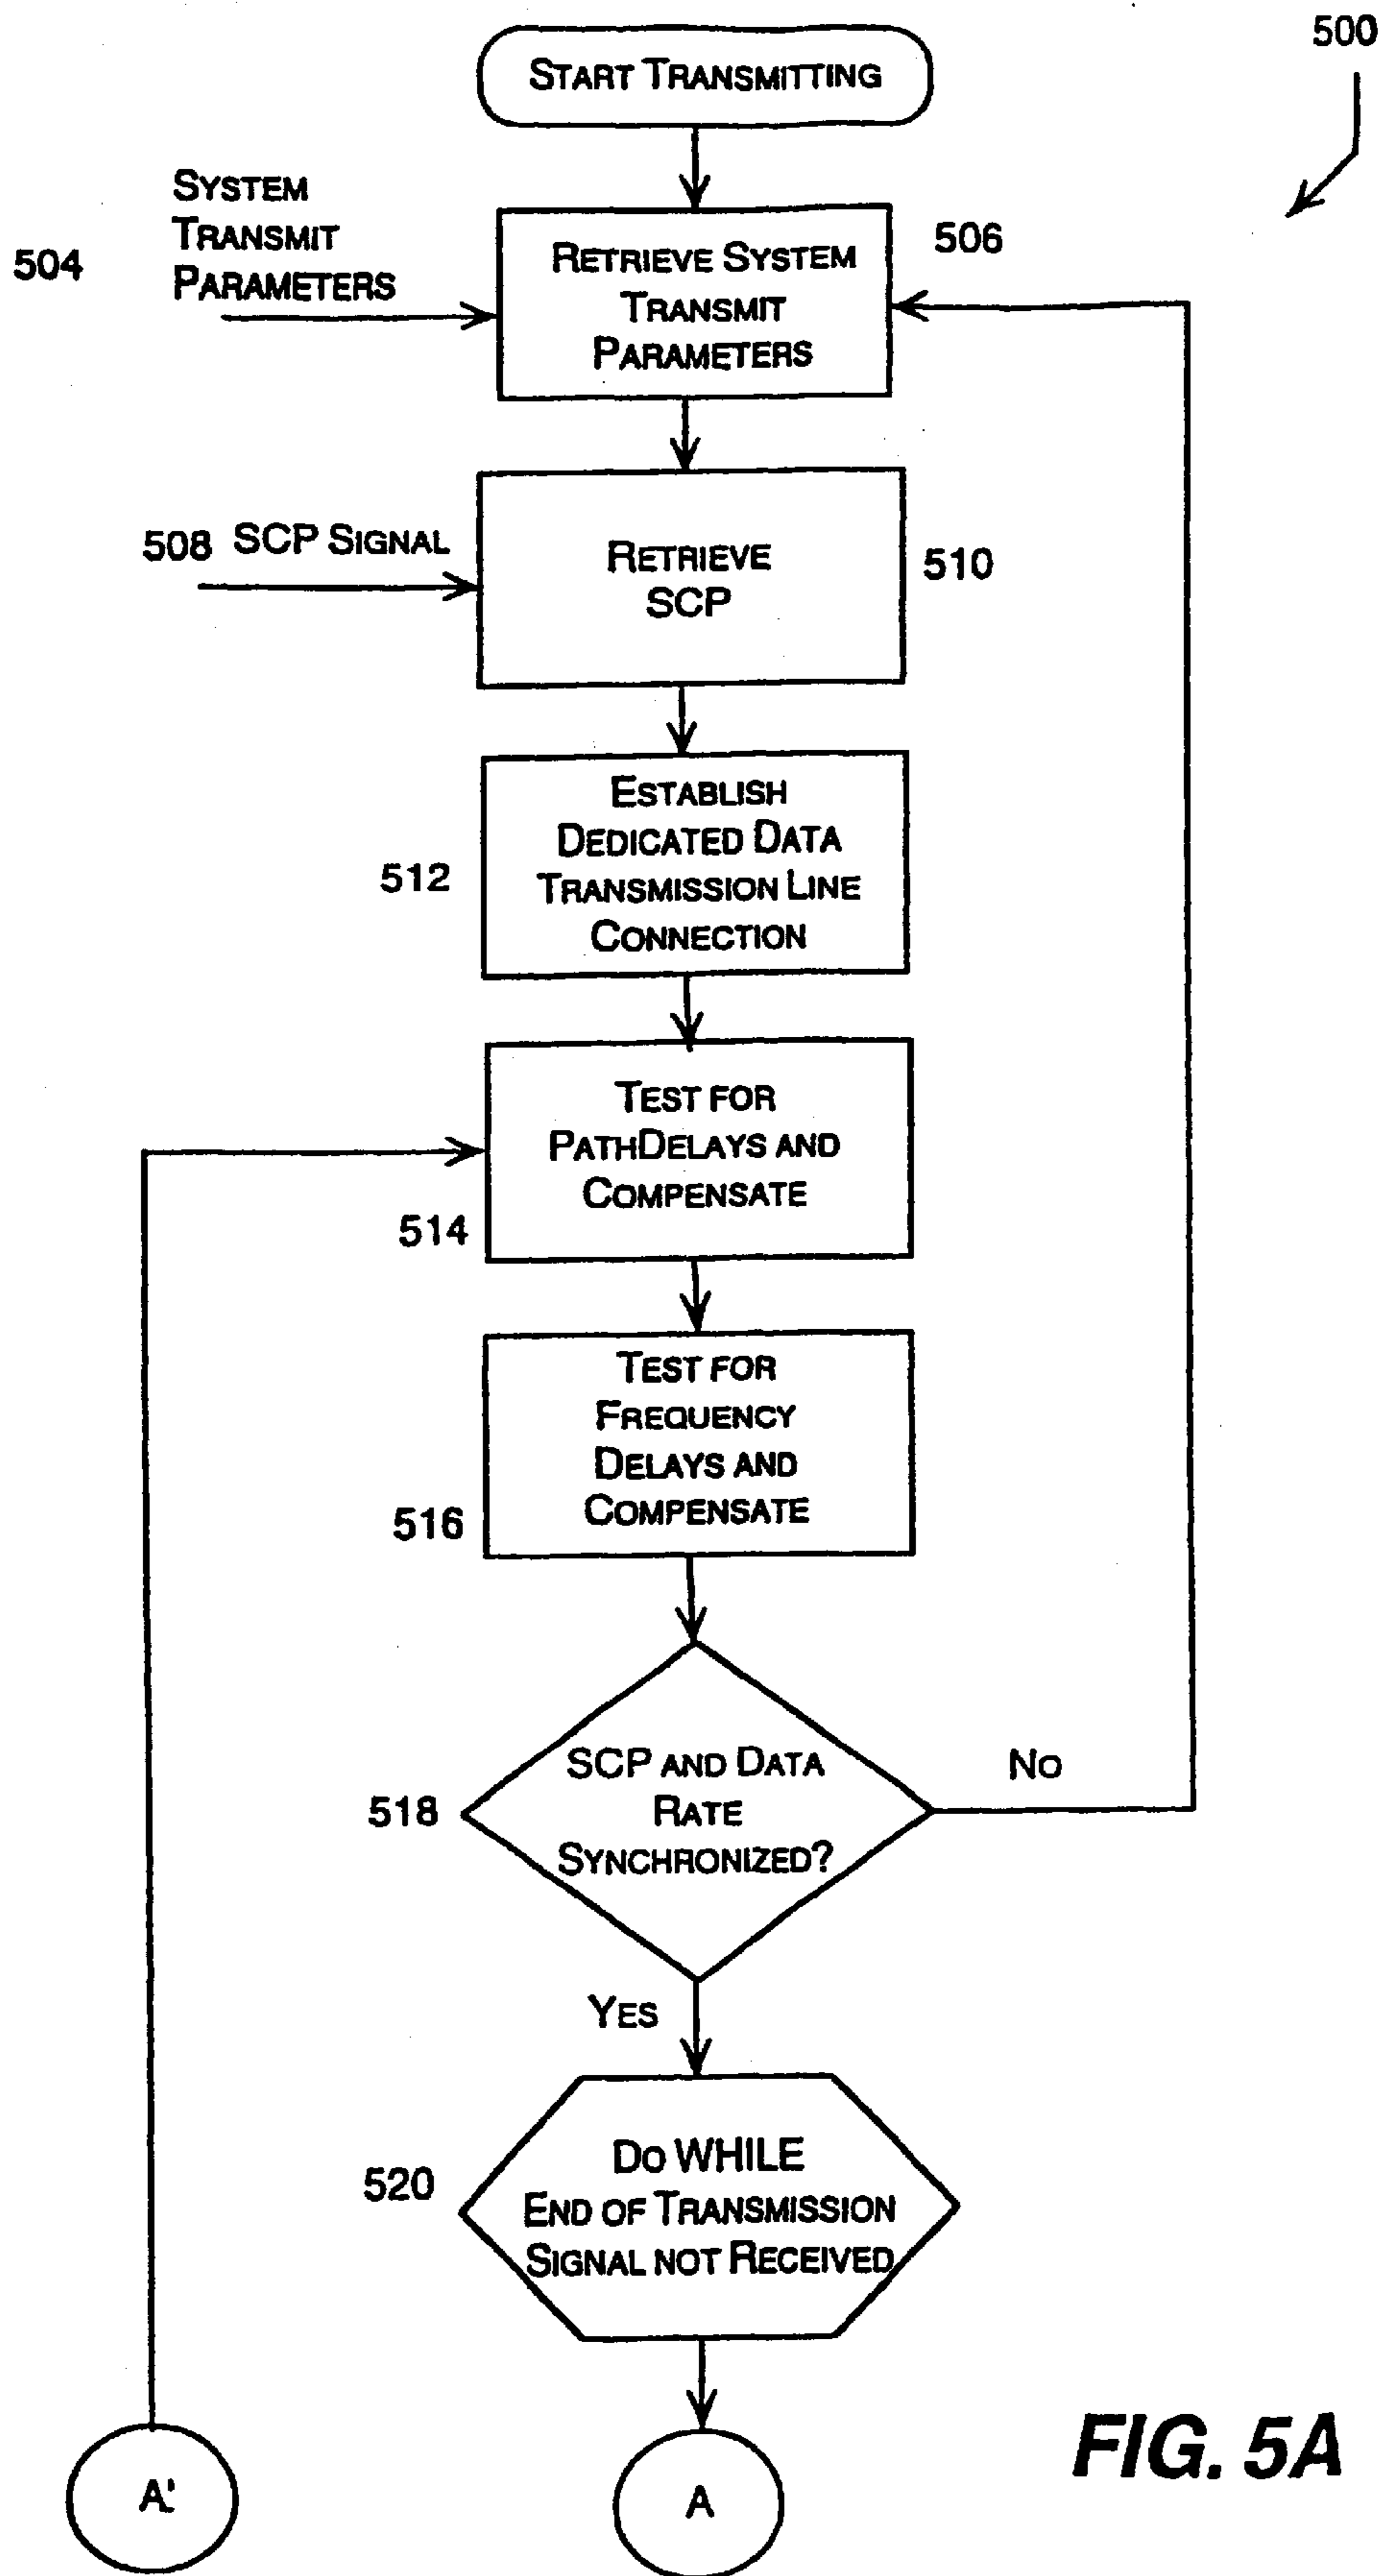 500
START TRANSMITTING
SYSTEM
TRANSMIT
PARAMETERS
504
RETRIEVE SYSTEM
TRANSMIT
PARAMETERS
506
508 SCP SIGNAL
RETRIEVE
SCP
510
ESTABLISH
DEDICATED DATA
TRANSMISSION LINE
CONNECTION
512
TEST FOR
PATHDELAYS AND
COMPENSATE
514
TEST FOR
FREQUENCY
DELAYS AND
COMPENSATE
516
SCP AND DATA
RATE
SYNCHRONIZED?
518
NO
YES
DO WHILE
END OF TRANSMISSION
SIGNAL NOT RECEIVED
520
A'
A
FIG. 5A